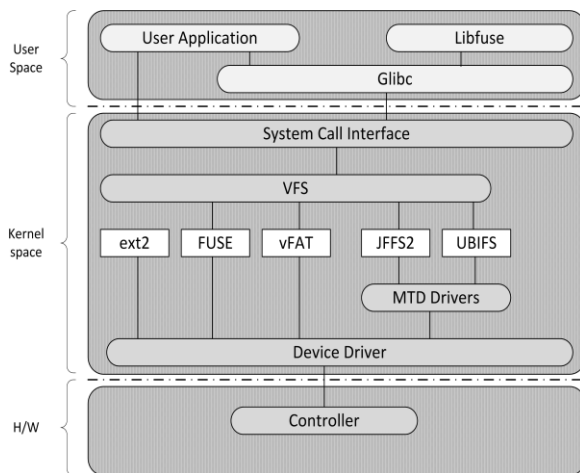 User
Space
User Application
Libfuse
Glibc
System Call Interface
VFS
Kernel
space
ext2
FUSE
vFAT
JFFS2
UBIFS
MTD Drivers
Device Driver
H/W
Controller